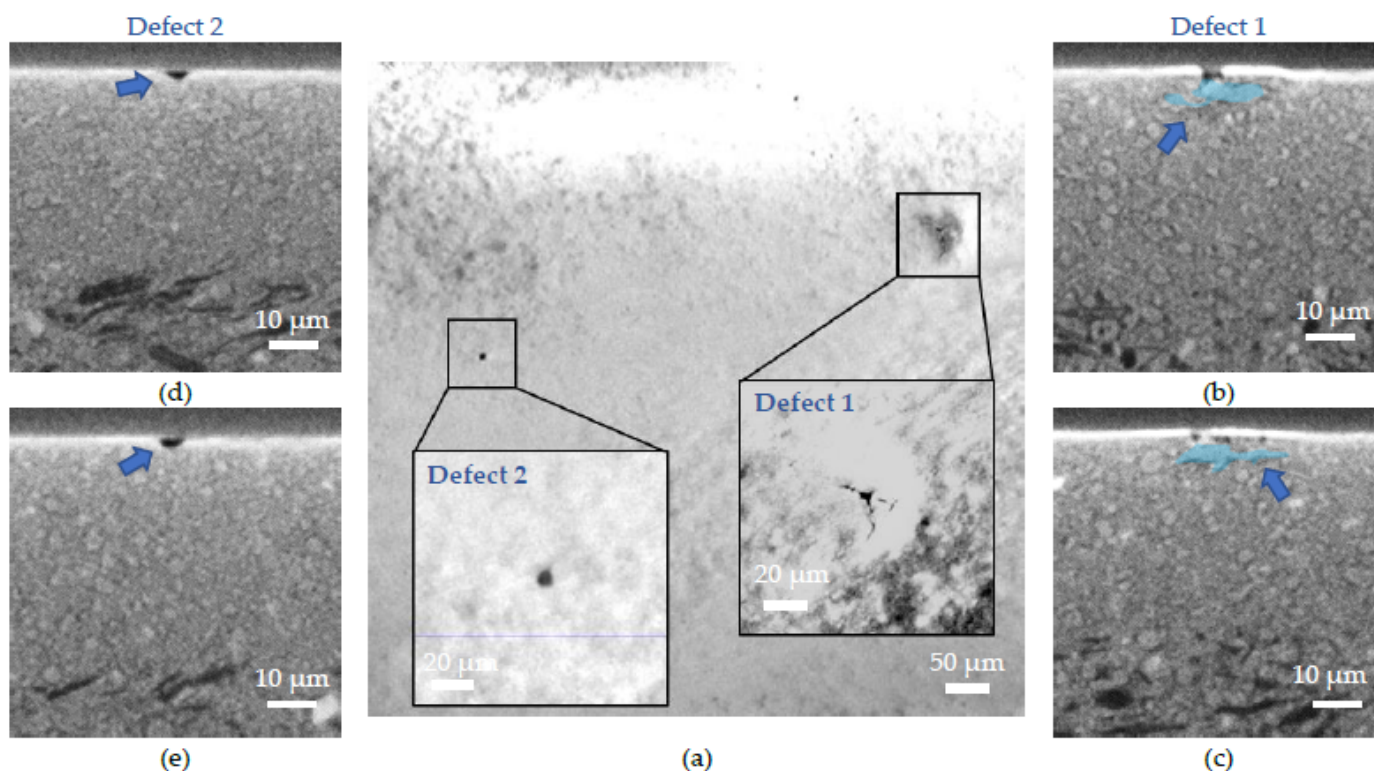 Defect 2
10 µm
(d)
10 µm
(e)
Defect 2
20 µm
Defect 1
20 µm
50 µm
(a)
Defect 1
10 µm
(b)
10 µm
(c)